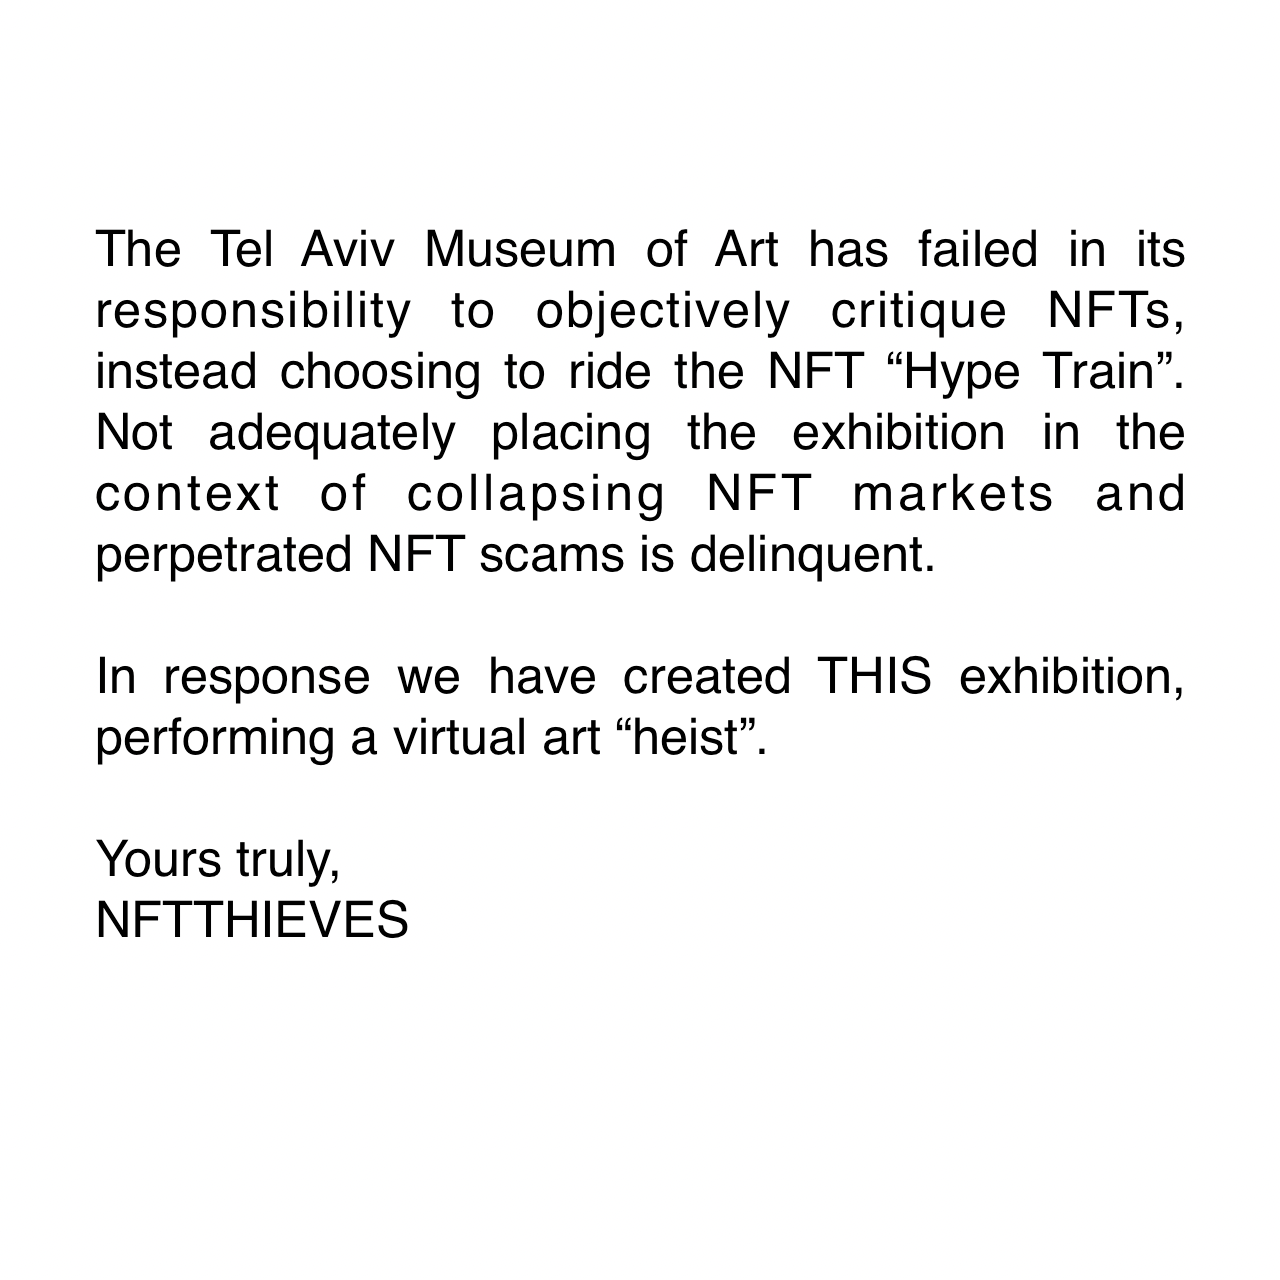 The Tel Aviv Museum of Art has failed in its
responsibility to objectively critique NFTs,
instead choosing to ride the NFT “Hype Train”.
Not adequately placing the exhibition in the
context of collapsing NFT markets and
perpetrated NFT scams is delinquent.
In response we have created THIS exhibition,
performing a virtual art “heist”.
Yours truly,
NFTTHIEVES